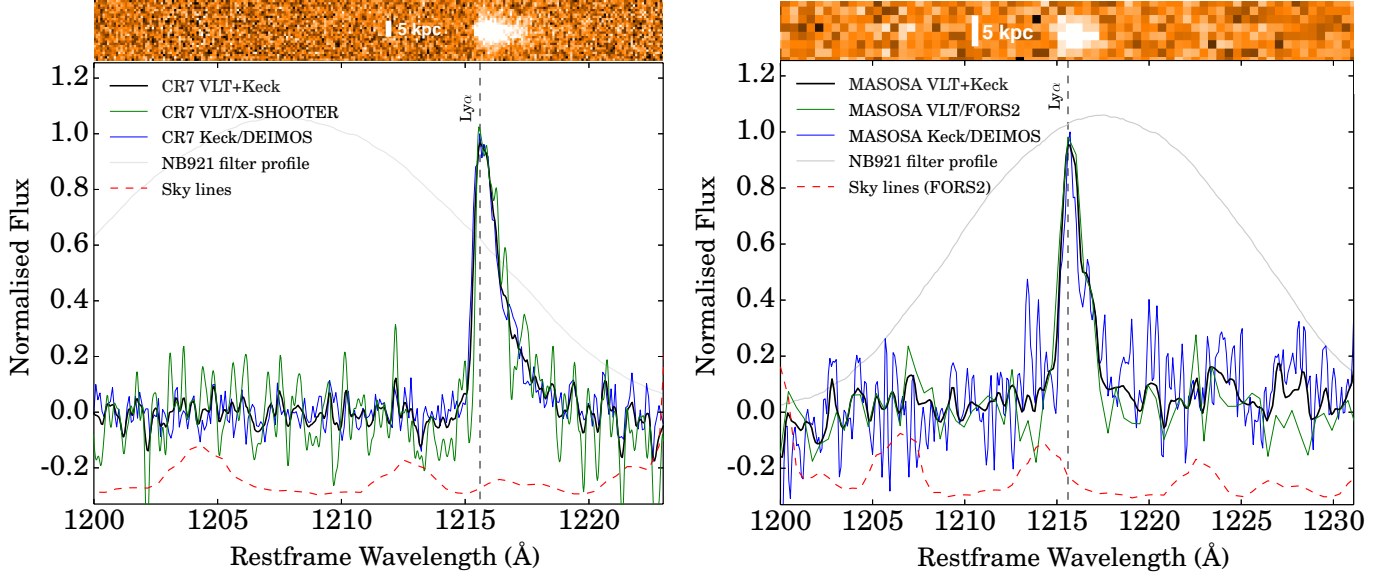 5 kpc
1.2
1.0
0.8
0.6
0.4
0.2
0.0
-0.2
Normalised Flux
CR7 VLT+Keck
CR7 VLT/X-SHOOTER
CR7 Keck/DEIMOS
NB921 filter profile
Sky lines
Lyα
1200
1205
1210
1215
1220
Restframe Wavelength (Å)
5 kpc
1.2
1.0
0.8
0.6
0.4
0.2
0.0
-0.2
Normalised Flux
MASOSA VLT+Keck
MASOSA VLT/FORS2
MASOSA Keck/DEIMOS
NB921 filter profile
Sky lines (FORS2)
Lyα
1200
1205
1210
1215
1220
1225
1230
Restframe Wavelength (Å)